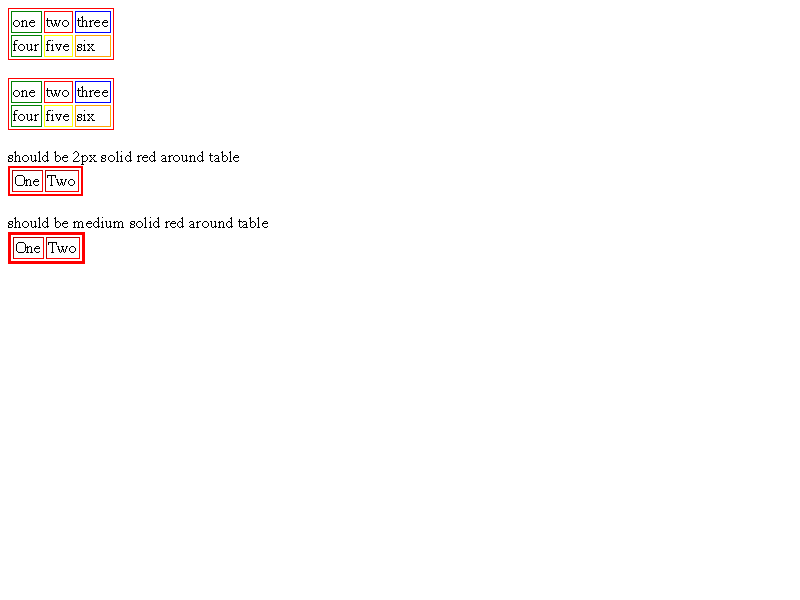 one two three
four five six
one two three
four five six
should be 2px solid red around table
One Two
should be medium solid red around table
One Two